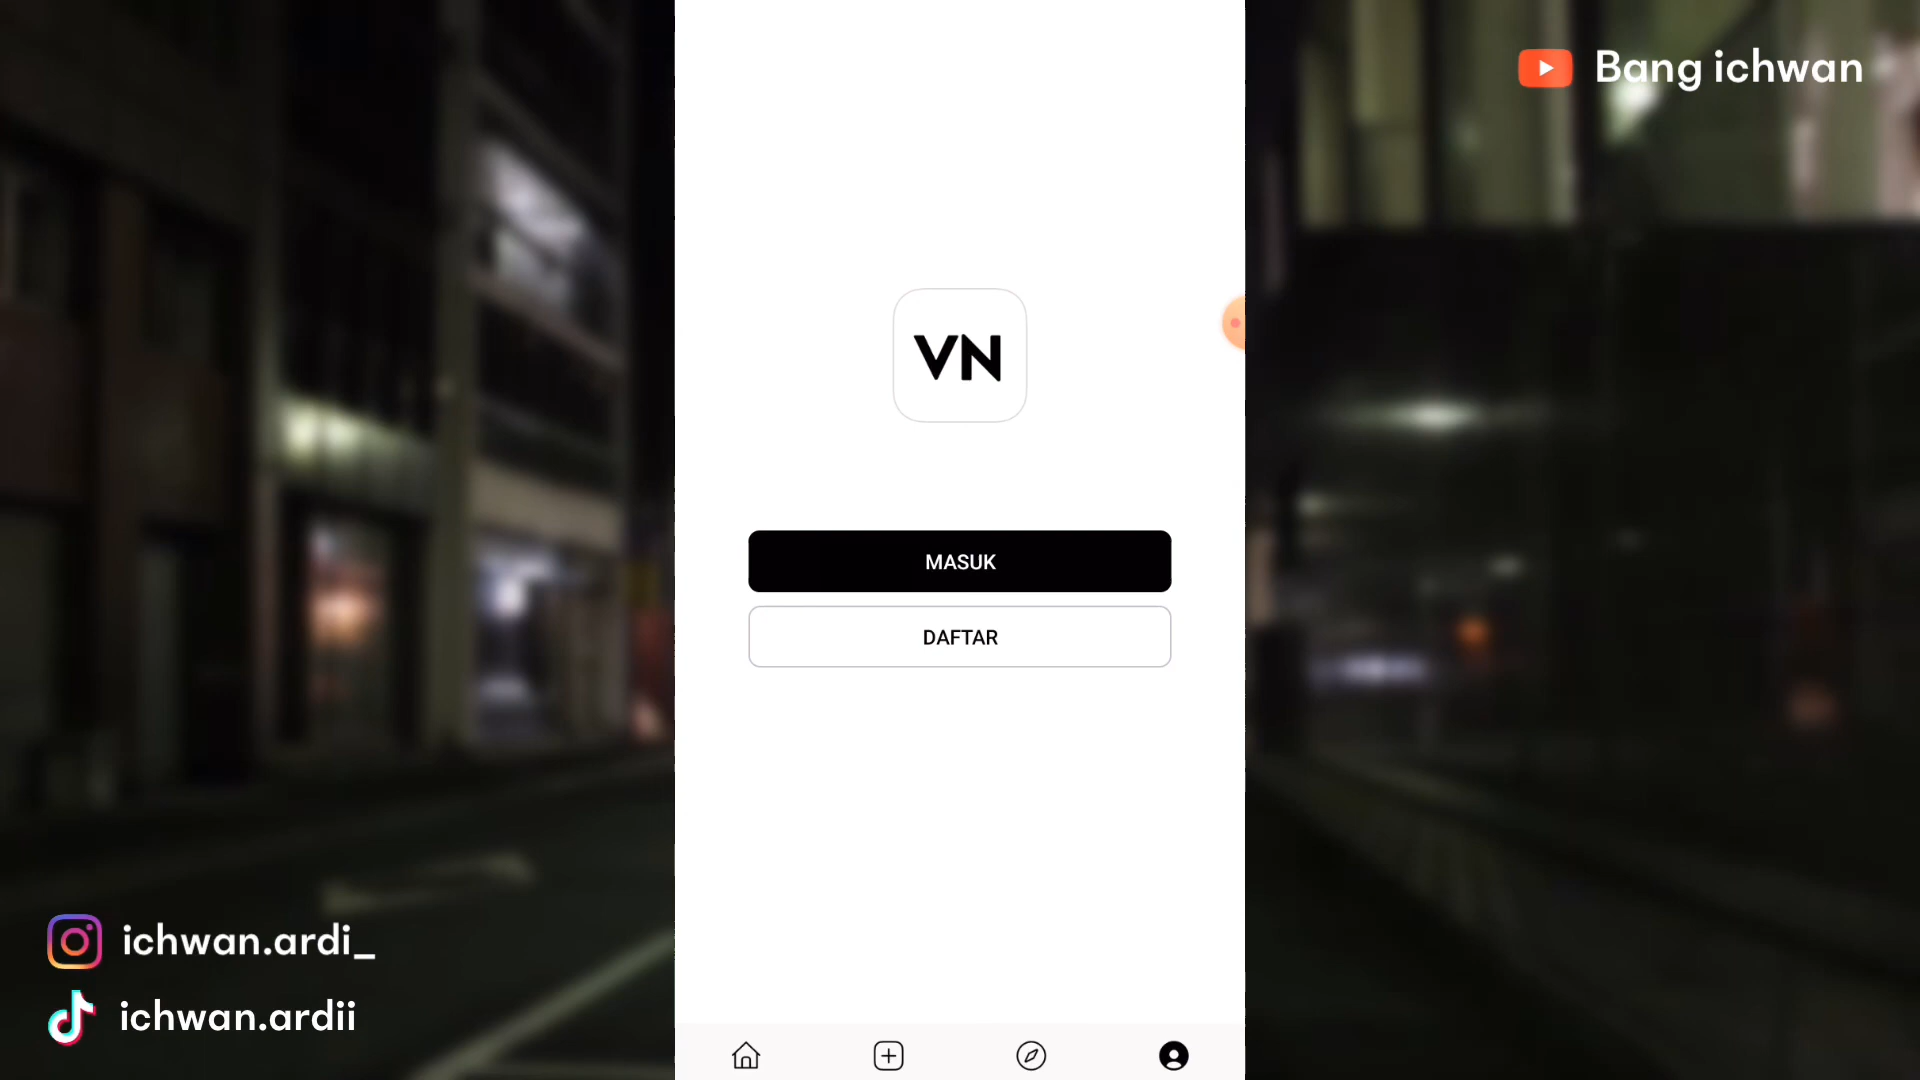 Bang ichwan
VN
MASUK
DAFTAR
ichwan.ardi_
ichwan.ardii